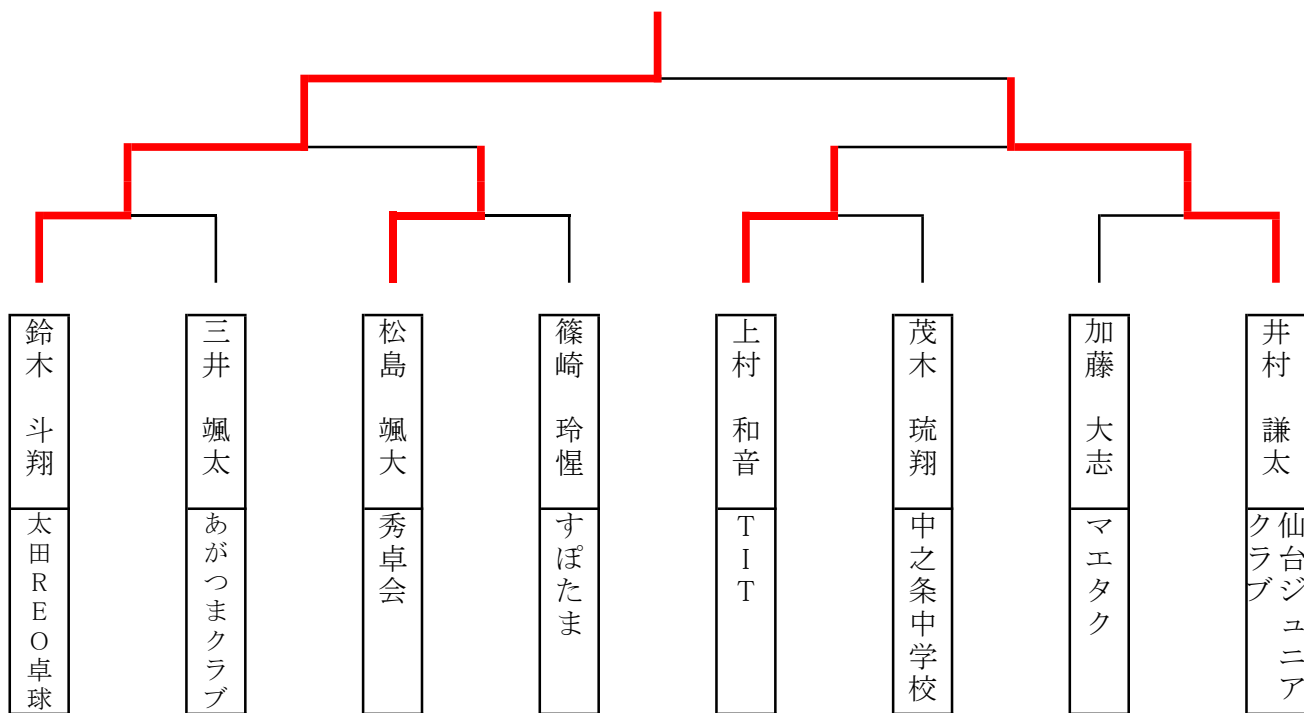 鈴木 斗翔
太田REO卓球
三井 颯太
あがつまクラブ
松島 颯大
秀卓会
篠崎 玲惺
すぽたま
上村 和音
TIT
茂木 琉翔
中之条中学校
加藤 大志
マエタク
井村 謙太
仙台ジュニア
クラブ